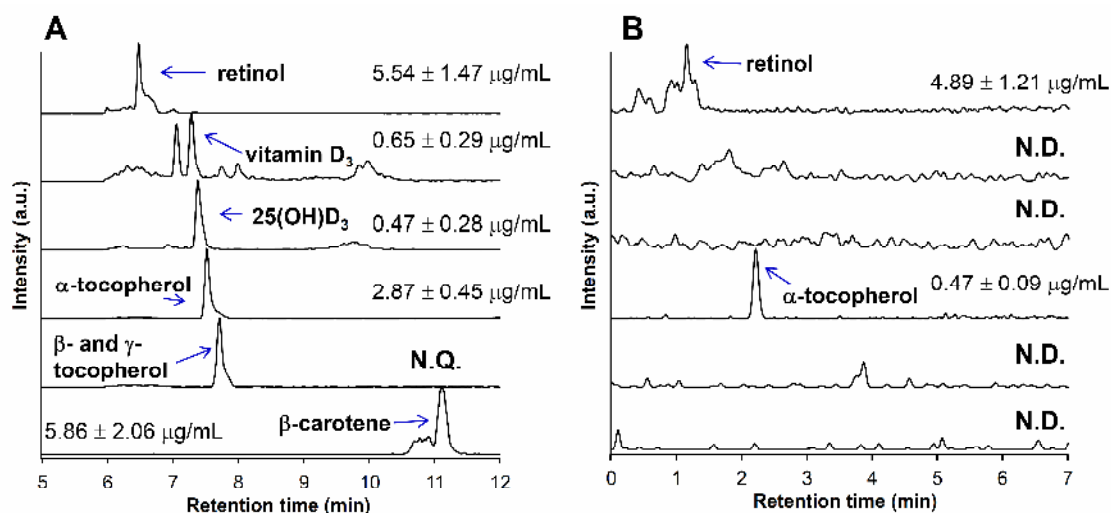 A
retinol
5.54 ± 1.47 μg/mL
vitamin D3
0.65 ± 0.29 μg/mL
25(OH)D3
0.47 ± 0.28 μg/mL
α-tocopherol
2.87 ± 0.45 μg/mL
β- and γ-
tocopherol
N.Q.
β-carotene
5.86 ± 2.06 μg/mL
Intensity (a.u.)
5 6 7 8 9 10 11 12
Retention time (min)
B
retinol
4.89 ± 1.21 μg/mL
N.D.
N.D.
α-tocopherol
0.47 ± 0.09 μg/mL
N.D.
N.D.
Intensity (a.u.)
0 1 2 3 4 5 6 7
Retention time (min)